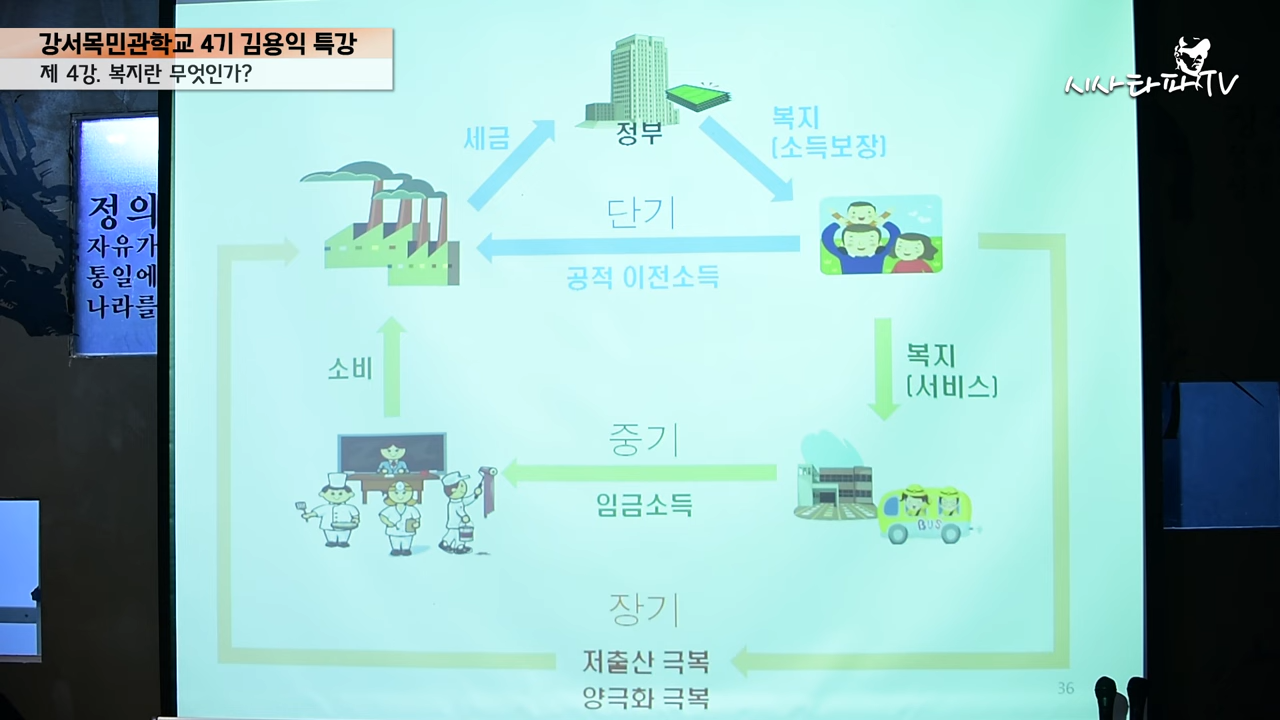 강서목민관학교 4기 김용익 특강
제 4강. 복지란 무엇인가?
시사타파TV
정의
자유가
통일에
나라를
정부
세금
복지
(소득보장)
단기
공적 이전소득
소비
복지
(서비스)
중기
임금소득
BUS
장기
저출산 극복
양극화 극복
36